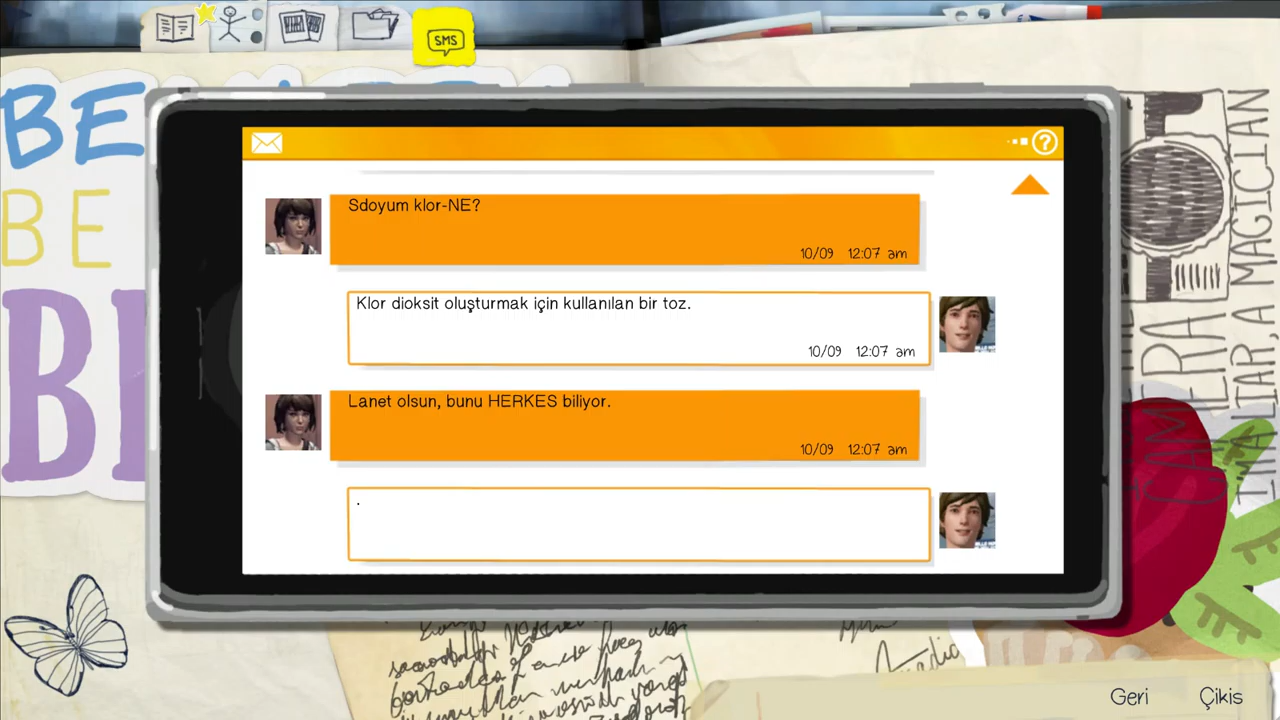 SMS
BE
BE
?
Sdoyum klor-NE?
10/09 12:07 am
Klor dioksit oluşturmak için kullanılan bir toz.
10/09 12:07 am
Lanet olsun, bunu HERKES biliyor.
10/09 12:07 am
.
I CAMERA
I'M A LIAR, A MAGICIAN
Geri
Çikis